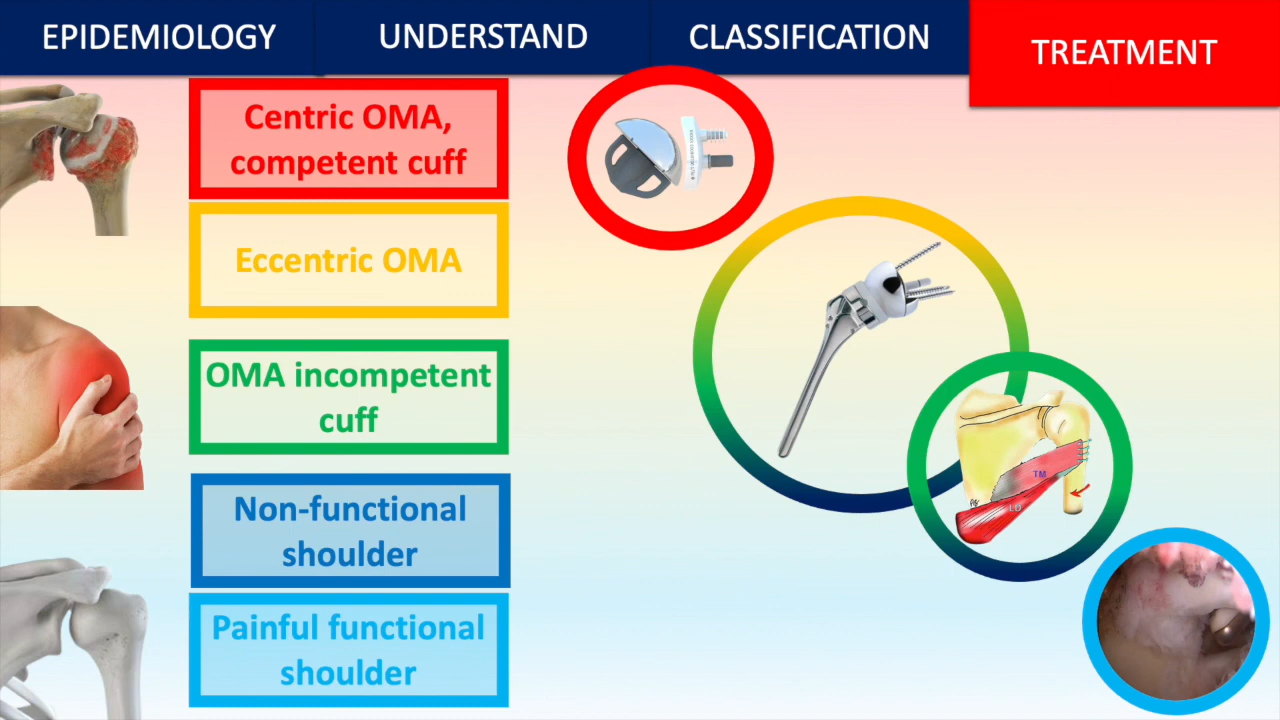 EPIDEMIOLOGY
UNDERSTAND
CLASSIFICATION
TREATMENT
Centric OMA,
competent cuff
Eccentric OMA
OMA incompetent
cuff
Non-functional
shoulder
Painful functional
shoulder
TM
LD